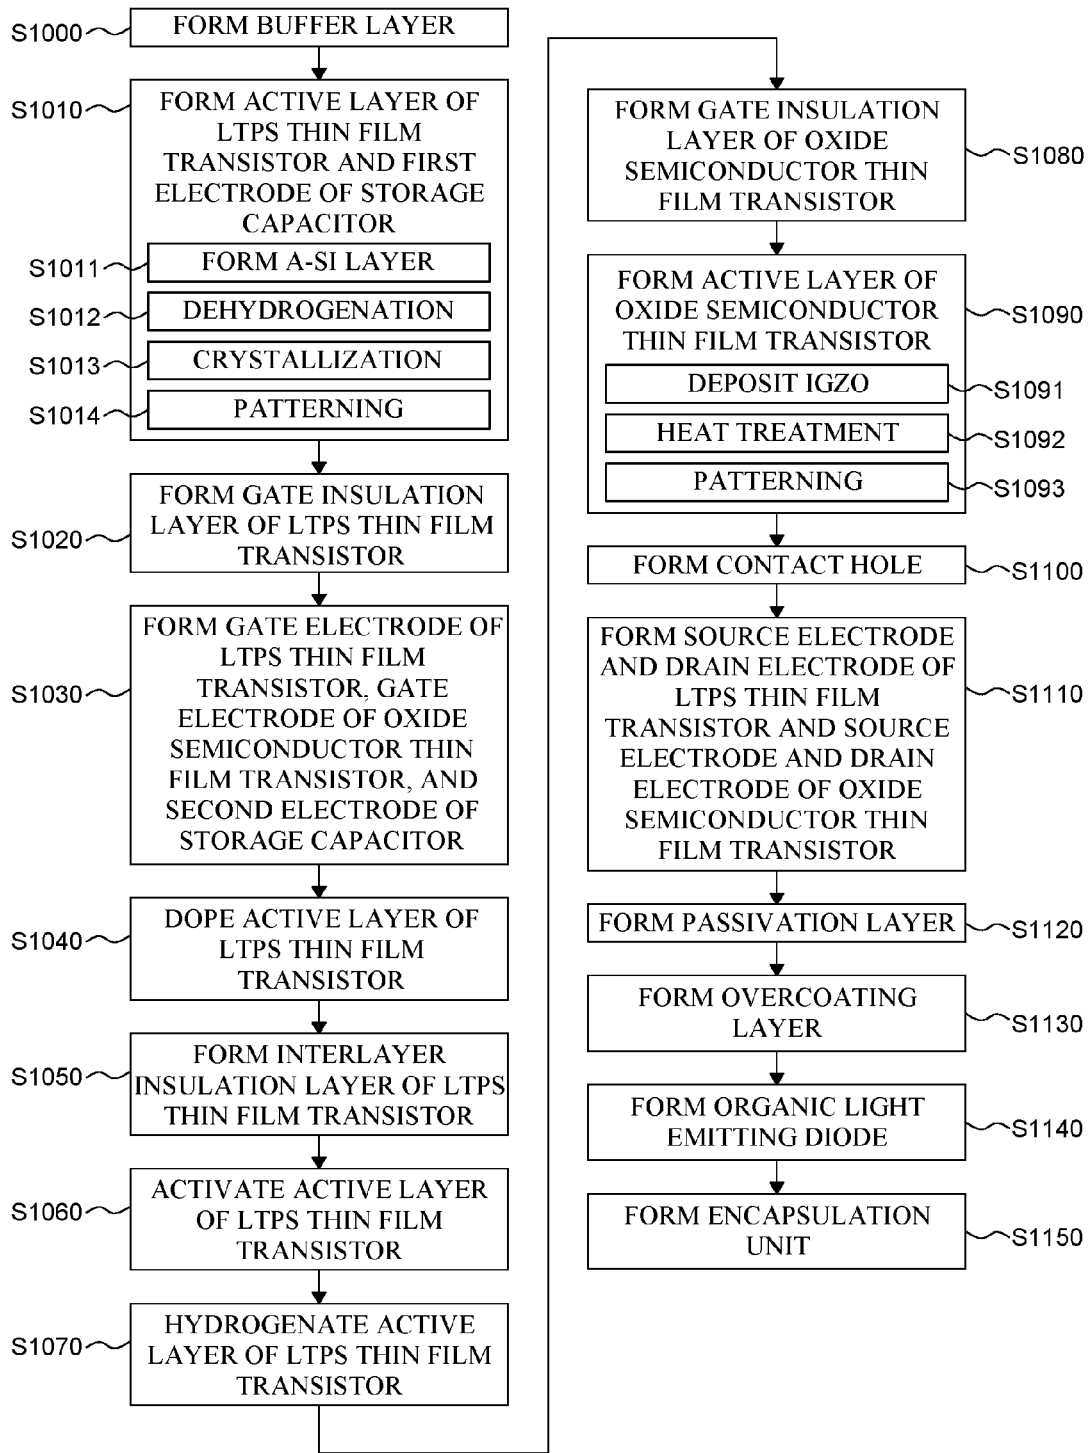 S1000
FORM BUFFER LAYER
S1010
FORM ACTIVE LAYER OF
LTPS THIN FILM
TRANSISTOR AND FIRST
ELECTRODE OF STORAGE
CAPACITOR
S1011
FORM A-SI LAYER
S1012
DEHYDROGENATION
S1013
CRYSTALLIZATION
S1014
PATTERNING
S1020
FORM GATE INSULATION
LAYER OF LTPS THIN FILM
TRANSISTOR
S1030
FORM GATE ELECTRODE OF
LTPS THIN FILM
TRANSISTOR, GATE
ELECTRODE OF OXIDE
SEMICONDUCTOR THIN
FILM TRANSISTOR, AND
SECOND ELECTRODE OF
STORAGE CAPACITOR
S1040
DOPE ACTIVE LAYER OF
LTPS THIN FILM
TRANSISTOR
S1050
FORM INTERLAYER
INSULATION LAYER OF LTPS
THIN FILM TRANSISTOR
S1060
ACTIVATE ACTIVE LAYER
OF LTPS THIN FILM
TRANSISTOR
S1070
HYDROGENATE ACTIVE
LAYER OF LTPS THIN FILM
TRANSISTOR
FORM GATE INSULATION
LAYER OF OXIDE
SEMICONDUCTOR THIN
FILM TRANSISTOR
S1080
FORM ACTIVE LAYER OF
OXIDE SEMICONDUCTOR
THIN FILM TRANSISTOR
S1090
DEPOSIT IGZO
S1091
HEAT TREATMENT
S1092
PATTERNING
S1093
FORM CONTACT HOLE
S1100
FORM SOURCE ELECTRODE
AND DRAIN ELECTRODE OF
LTPS THIN FILM
TRANSISTOR AND SOURCE
ELECTRODE AND DRAIN
ELECTRODE OF OXIDE
SEMICONDUCTOR THIN
FILM TRANSISTOR
S1110
FORM PASSIVATION LAYER
S1120
FORM OVERCOATING
LAYER
S1130
FORM ORGANIC LIGHT
EMITTING DIODE
S1140
FORM ENCAPSULATION
UNIT
S1150